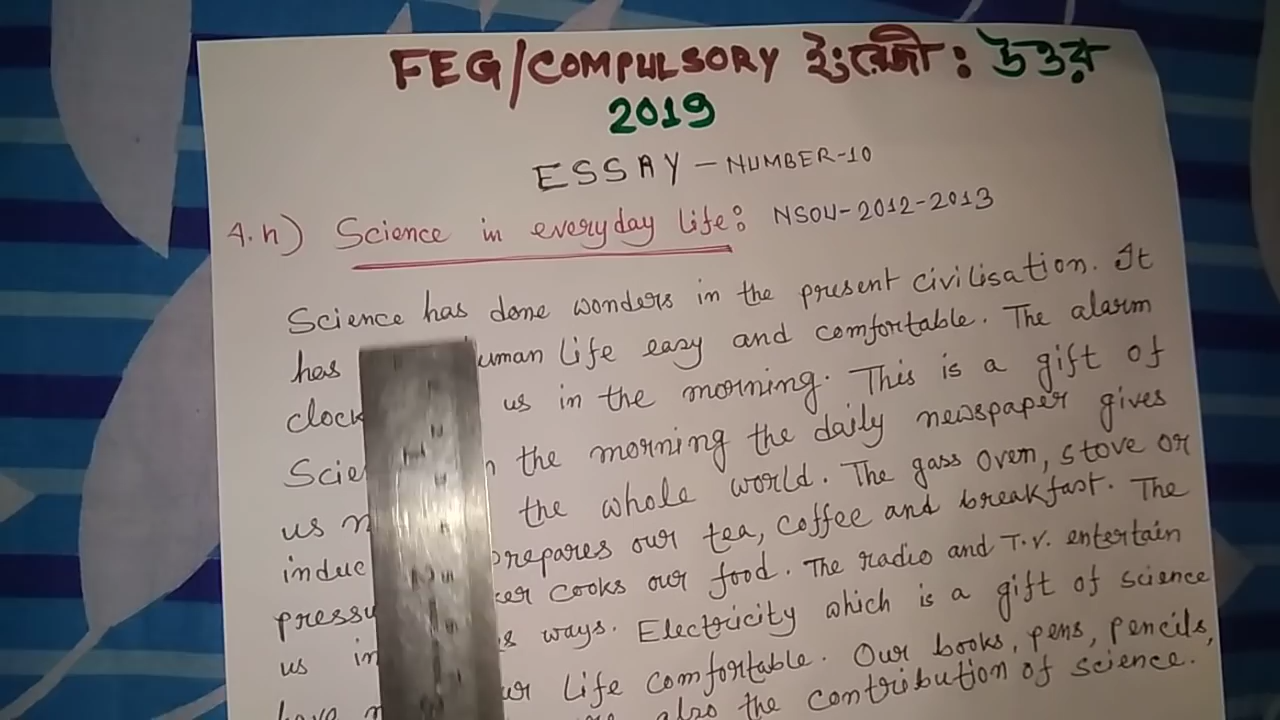 FEG/COMPULSORY ইংরেজী : উত্তর
2019
ESSAY - NUMBER-10
4.h) Science in everyday life: NSOU-2012-2013
Science has done wonders in the present civilisation. It
has uman life easy and comfortable. The alarm
clock us in the morning. This is a gift of
Scie n the morning the daily newspaper gives
us n the whole world. The gass oven, stove or
induc prepares our tea, coffee and breakfast. The
pressu ker cooks our food. The radio and T.V. entertain
us in s ways. Electricity which is a gift of science
have m ur life comfortable. Our books, pens, pencils,
also the contribution of science.